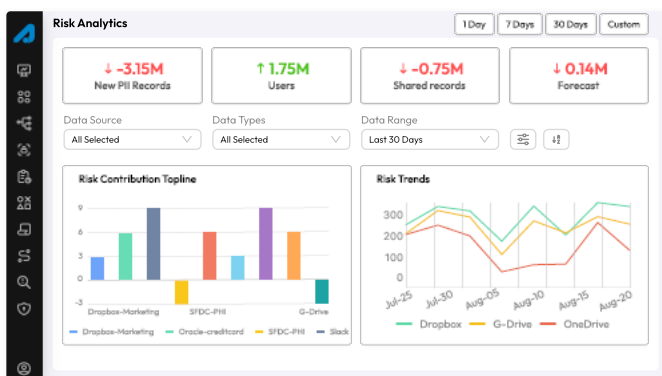 Risk Analytics
1 Day
7 Days
30 Days
Custom
↓ -3.15M
New PII Records
↑ 1.75M
Users
↓ -0.75M
Shared records
↓ 0.14M
Forecast
Data Source
Data Types
Data Range
All Selected
All Selected
Last 30 Days
Risk Contribution Topline
9
6
3
0
-3
Dropbox-Marketing
SFDC-PHI
G-Drive
Dropbox-Marketing
Oracle-creditcard
SFDC-PHI
Slack
Risk Trends
300
200
100
0
Jul-25
Jul-30
Aug-05
Aug-10
Aug-15
Aug-20
Dropbox
G-Drive
OneDrive